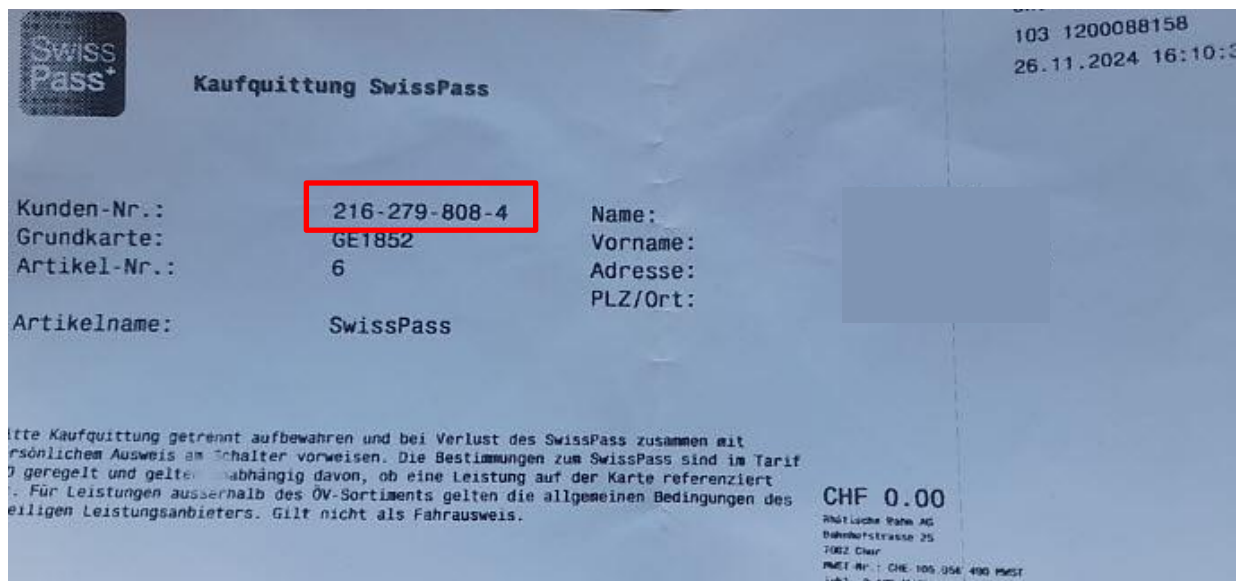 103 1200088158
26.11.2024 16:10:3
Swiss
Pass+
Kaufquittung SwissPass
Kunden-Nr.: 216-279-808-4 Name:
Grundkarte: GE1852 Vorname:
Artikel-Nr.: 6 Adresse:
PLZ/Ort:
Artikelname: SwissPass
itte Kaufquittung getrennt aufbewahren und bei Verlust des SwissPass zusammen mit
rsönlichem Ausweis am Schalter vorweisen. Die Bestimmungen zum SwissPass sind im Tarif
geregelt und gelten abhängig davon, ob eine Leistung auf der Karte referenziert
. Für Leistungen ausserhalb des ÖV-Sortiments gelten die allgemeinen Bedingungen des
eiligen Leistungsanbieters. Gilt nicht als Fahrausweis.
CHF 0.00
Rhätische Bahn AG
Bahnhofstrasse 25
7002 Chur
MWST-Nr.: CHE-105.056.490 MWST